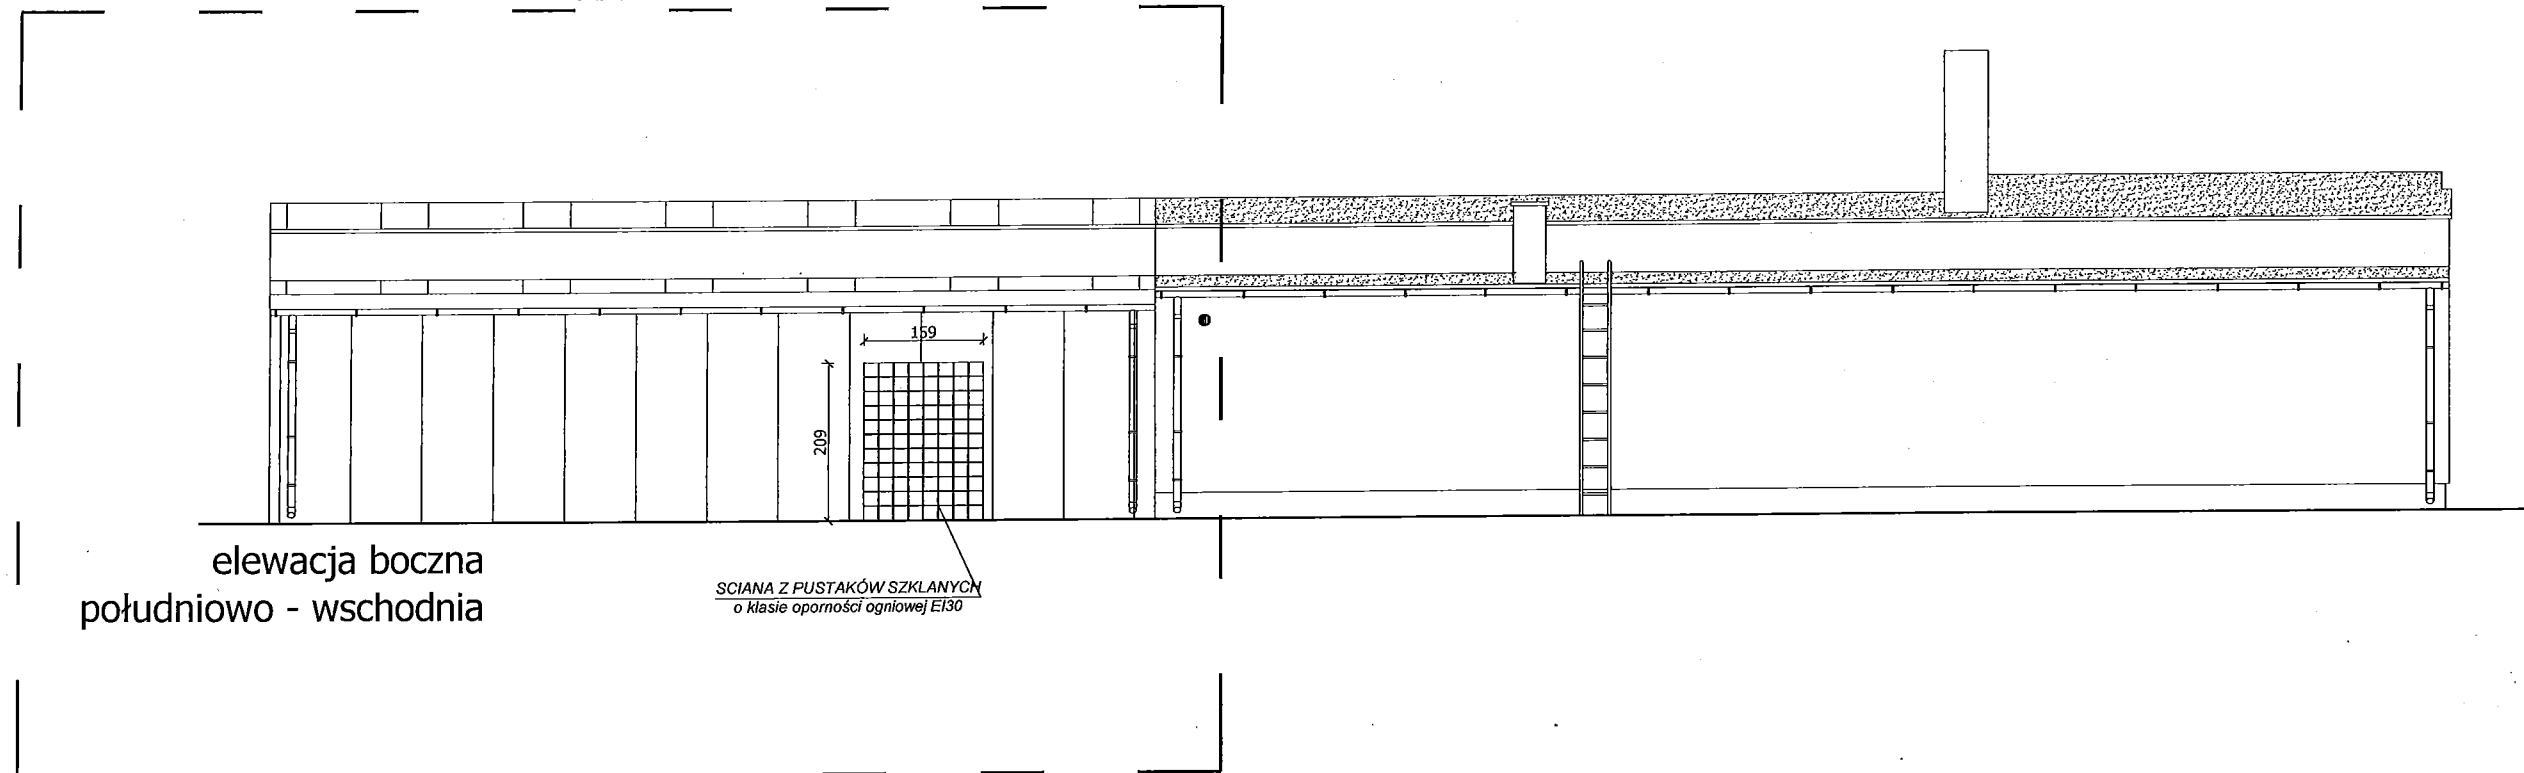 159
209
elewacja boczna
południowo - wschodnia
SCIANA Z PUSTAKÓW SZKLANYCH
o klasie oporności ogniowej EI30